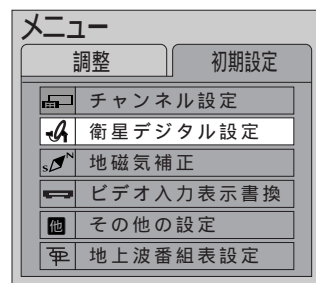 メニュー
調整 初期設定
チャンネル設定
衛星デジタル設定
S N 地磁気補正
ビデオ入力表示書換
他 その他の設定
地上波番組表設定